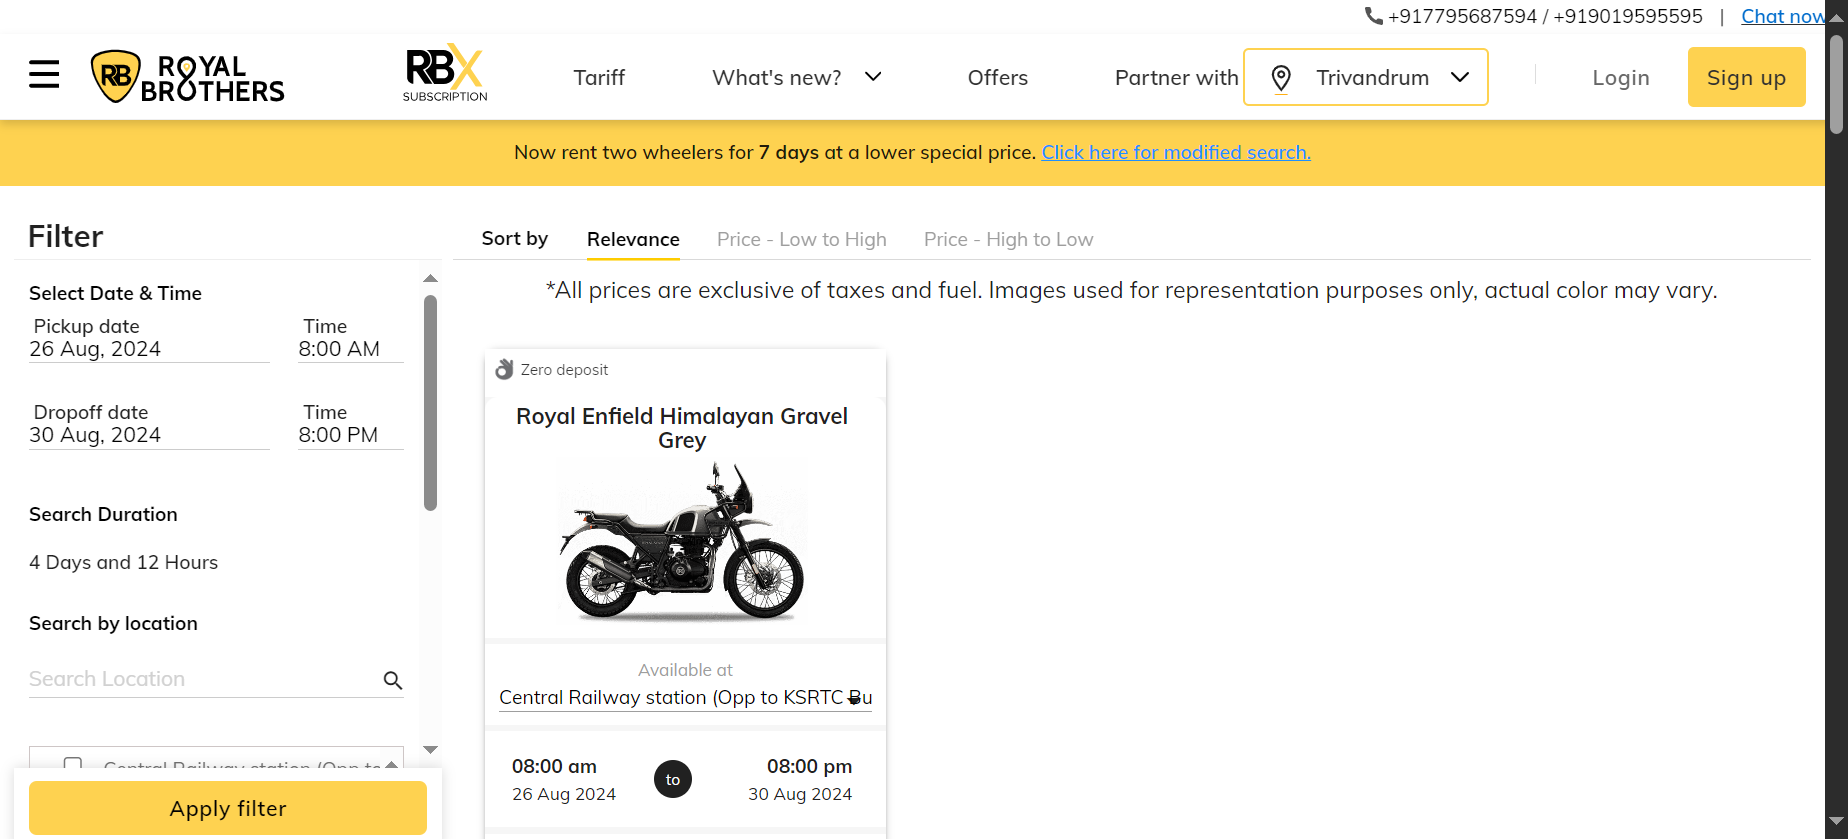 +917795687594 / +919019595595 | Chat now
RB ROYAL BROTHERS
RBX SUBSCRIPTION
Tariff
What's new?
Offers
Partner with
Trivandrum
Login
Sign up
Now rent two wheelers for 7 days at a lower special price. Click here for modified search.
Filter
Select Date & Time
Pickup date Time
26 Aug, 2024 8:00 AM
Dropoff date Time
30 Aug, 2024 8:00 PM
Search Duration
4 Days and 12 Hours
Search by location
Search Location
Central Railway station (Opp to
Apply filter
Sort by Relevance Price - Low to High Price - High to Low
*All prices are exclusive of taxes and fuel. Images used for representation purposes only, actual color may vary.
Zero deposit
Royal Enfield Himalayan Gravel
Grey
Available at
Central Railway station (Opp to KSRTC Bu
08:00 am to 08:00 pm
26 Aug 2024 30 Aug 2024